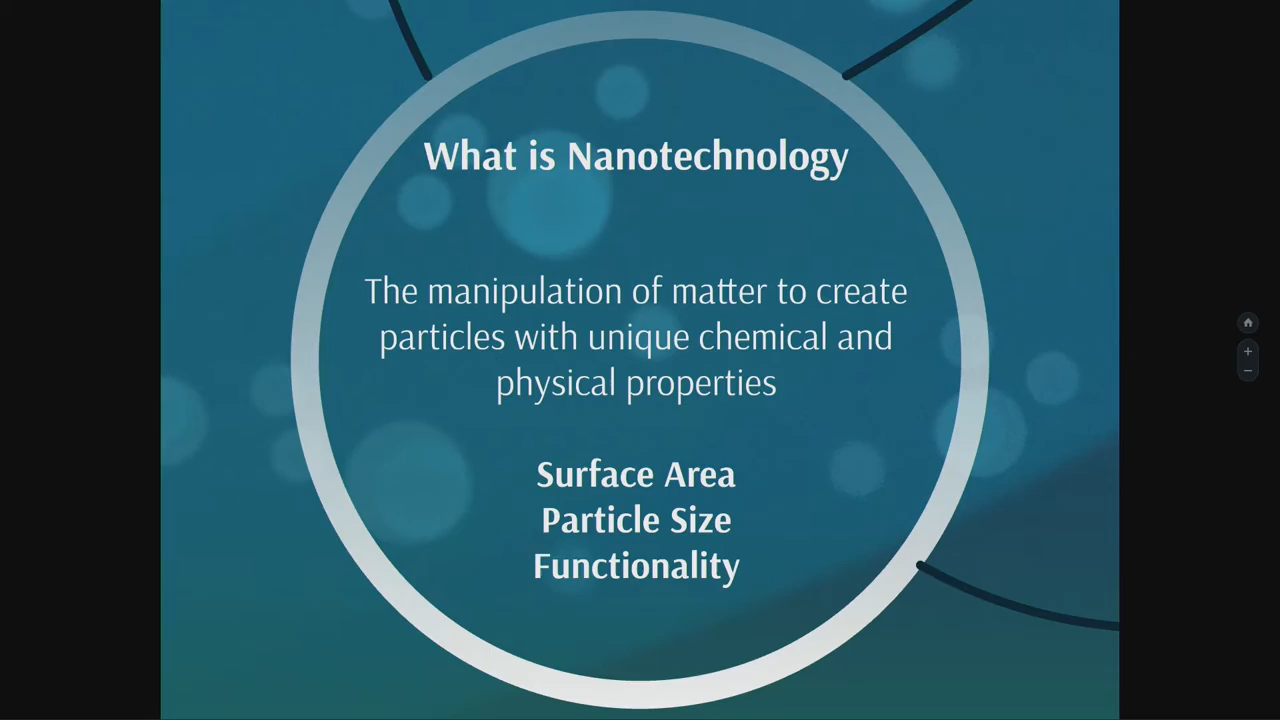 What is Nanotechnology
The manipulation of matter to create
particles with unique chemical and
physical properties
Surface Area
Particle Size
Functionality